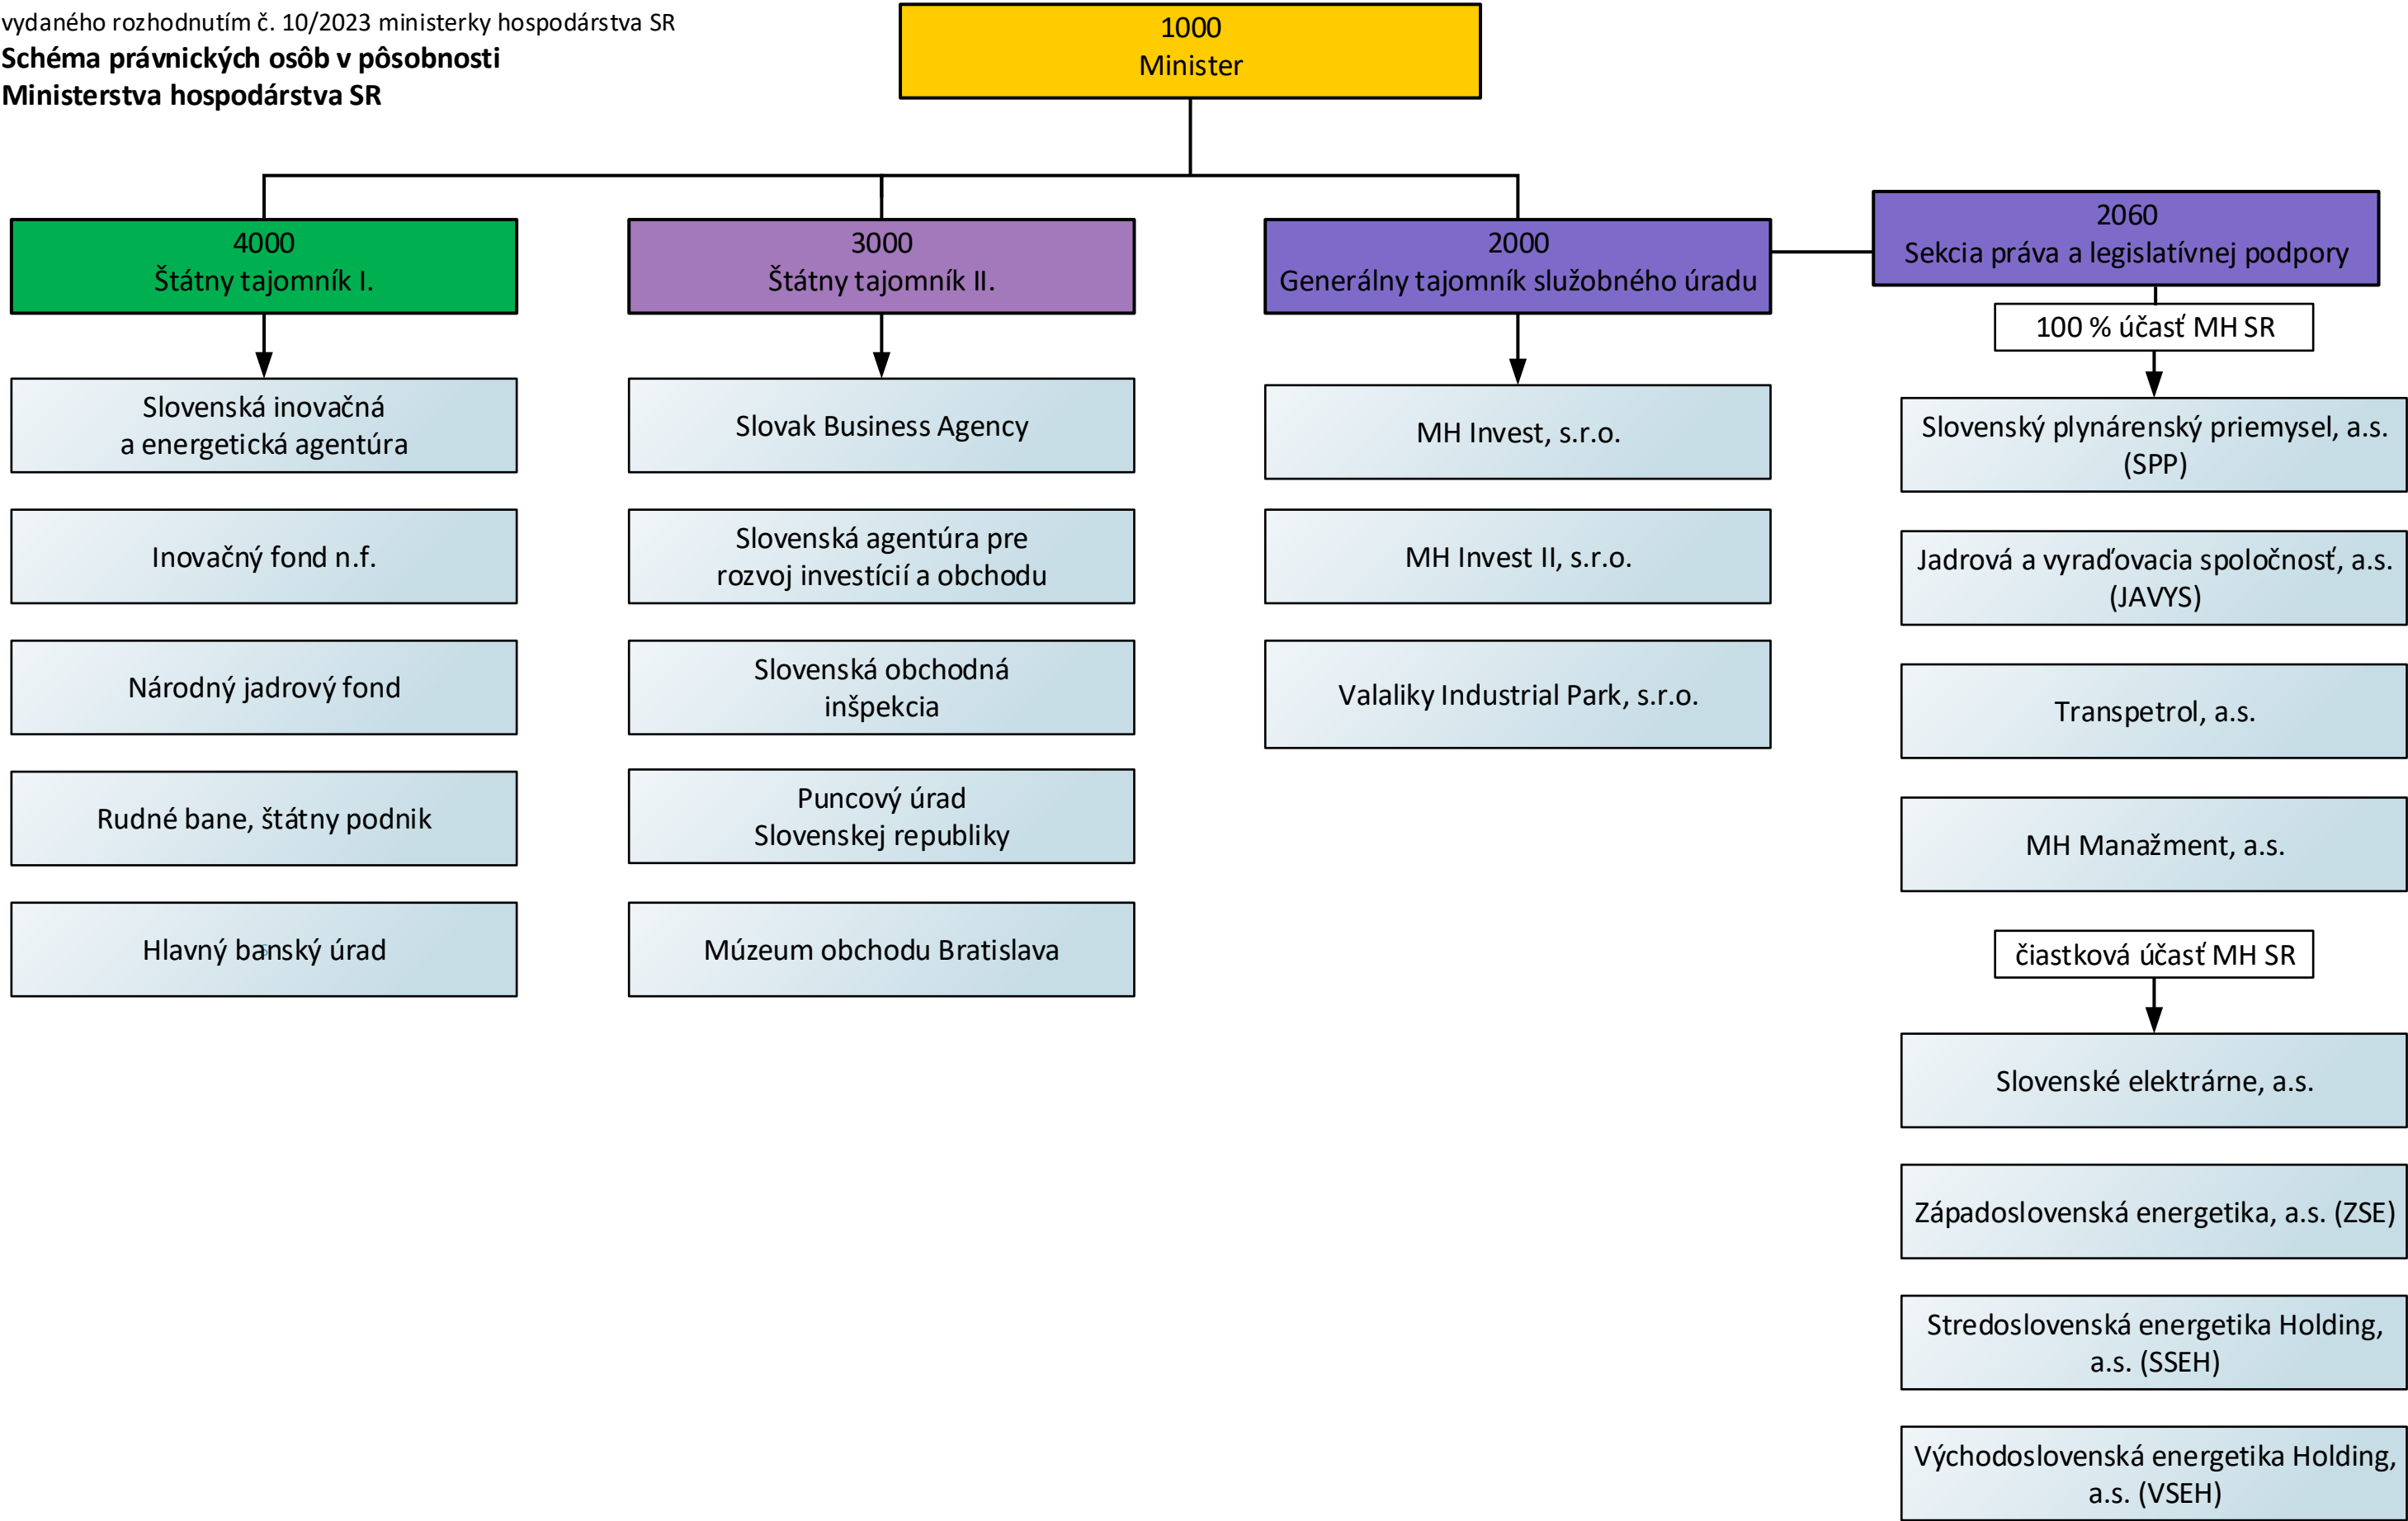 vydaného rozhodnutím č. 10/2023 ministerky hospodárstva SR
Schéma právnických osôb v pôsobnosti
Ministerstva hospodárstva SR
1000
Minister
4000
Štátny tajomník I.
3000
Štátny tajomník II.
2000
Generálny tajomník služobného úradu
2060
Sekcia práva a legislatívnej podpory
Slovenská inovačná
a energetická agentúra
Inovačný fond n.f.
Národný jadrový fond
Rudné bane, štátny podnik
Hlavný banský úrad
Slovak Business Agency
Slovenská agentúra pre
rozvoj investícií a obchodu
Slovenská obchodná
inšpekcia
Puncový úrad
Slovenskej republiky
Múzeum obchodu Bratislava
MH Invest, s.r.o.
MH Invest II, s.r.o.
Valaliky Industrial Park, s.r.o.
100 % účasť MH SR
Slovenský plynárenský priemysel, a.s.
(SPP)
Jadrová a vyraďovacia spoločnosť, a.s.
(JAVYS)
Transpetrol, a.s.
MH Manažment, a.s.
čiastková účasť MH SR
Slovenské elektrárne, a.s.
Západoslovenská energetika, a.s. (ZSE)
Stredoslovenská energetika Holding,
a.s. (SSEH)
Východoslovenská energetika Holding,
a.s. (VSEH)